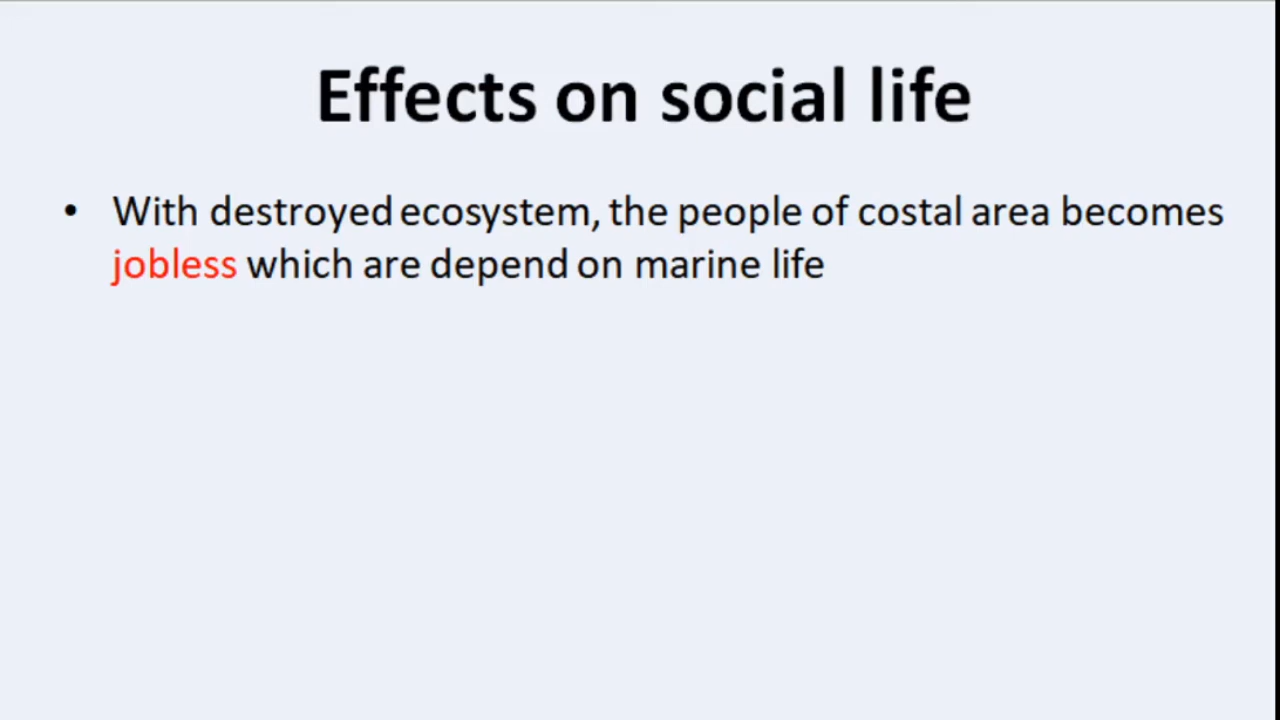 Effects on social life
• With destroyed ecosystem, the people of costal area becomes
jobless which are depend on marine life